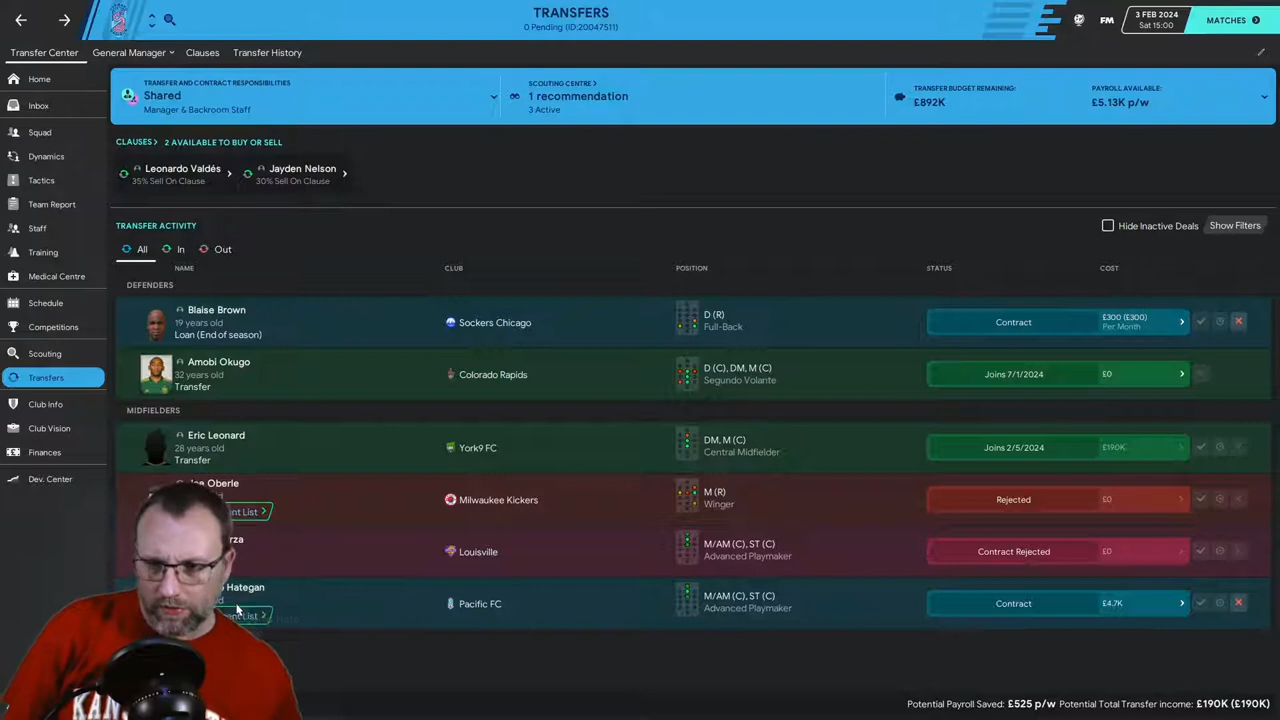 TRANSFERS
0 Pending (ID:20047511)
FM
3 FEB 2024
Sat 15:00
MATCHES
Transfer Center
General Manager
Clauses
Transfer History
Home
Inbox
Squad
Dynamics
Tactics
Team Report
Staff
Training
Medical Centre
Schedule
Competitions
Scouting
Transfers
Club Info
Club Vision
Finances
Dev. Center
TRANSFER AND CONTRACT RESPONSIBILITIES
Shared
Manager & Backroom Staff
SCOUTING CENTRE >
1 recommendation
3 Active
TRANSFER BUDGET REMAINING:
£892K
PAYROLL AVAILABLE:
£5.13K p/w
CLAUSES > 2 AVAILABLE TO BUY OR SELL
Leonardo Valdés
35% Sell On Clause
Jayden Nelson
30% Sell On Clause
TRANSFER ACTIVITY
Hide Inactive Deals
Show Filters
All
In
Out
NAME CLUB POSITION STATUS COST
DEFENDERS
Blaise Brown
19 years old
Loan (End of season)
Sockers Chicago
D (R)
Full-Back
Contract
£300 (£300)
Per Month
Amobi Okugo
32 years old
Transfer
Colorado Rapids
D (C), DM, M (C)
Segundo Volante
Joins 7/1/2024
£0
MIDFIELDERS
Eric Leonard
28 years old
Transfer
York9 FC
DM, M (C)
Central Midfielder
Joins 2/5/2024
£190K
Oberle
nt List >
Milwaukee Kickers
M (R)
Winger
Rejected
£0
rza
Louisville
M/AM (C), ST (C)
Advanced Playmaker
Contract Rejected
£0
Hategan
d
ent List >
Pacific FC
M/AM (C), ST (C)
Advanced Playmaker
Contract
£4.7K
KAN
Potential Payroll Saved: £525 p/w Potential Total Transfer income: £190K (£190K)